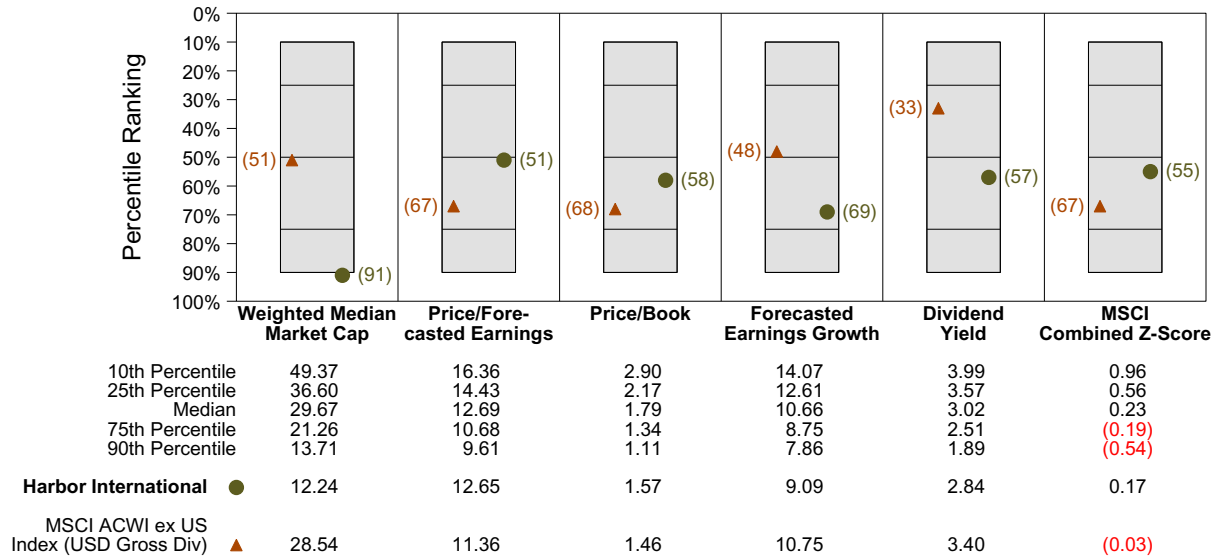 Percentile Ranking
0%
10%
20%
30%
40%
50%
60%
70%
80%
90%
100%
(51)
(91)
(67)
(51)
(68)
(58)
(48)
(69)
(33)
(57)
(67)
(55)
Weighted Median
Market Cap
Price/Fore-
casted Earnings
Price/Book
Forecasted
Earnings Growth
Dividend
Yield
MSCI
Combined Z-Score
10th Percentile 49.37 16.36 2.90 14.07 3.99 0.96
25th Percentile 36.60 14.43 2.17 12.61 3.57 0.56
Median 29.67 12.69 1.79 10.66 3.02 0.23
75th Percentile 21.26 10.68 1.34 8.75 2.51 (0.19)
90th Percentile 13.71 9.61 1.11 7.86 1.89 (0.54)
Harbor International 12.24 12.65 1.57 9.09 2.84 0.17
MSCI ACWI ex US
Index (USD Gross Div) 28.54 11.36 1.46 10.75 3.40 (0.03)